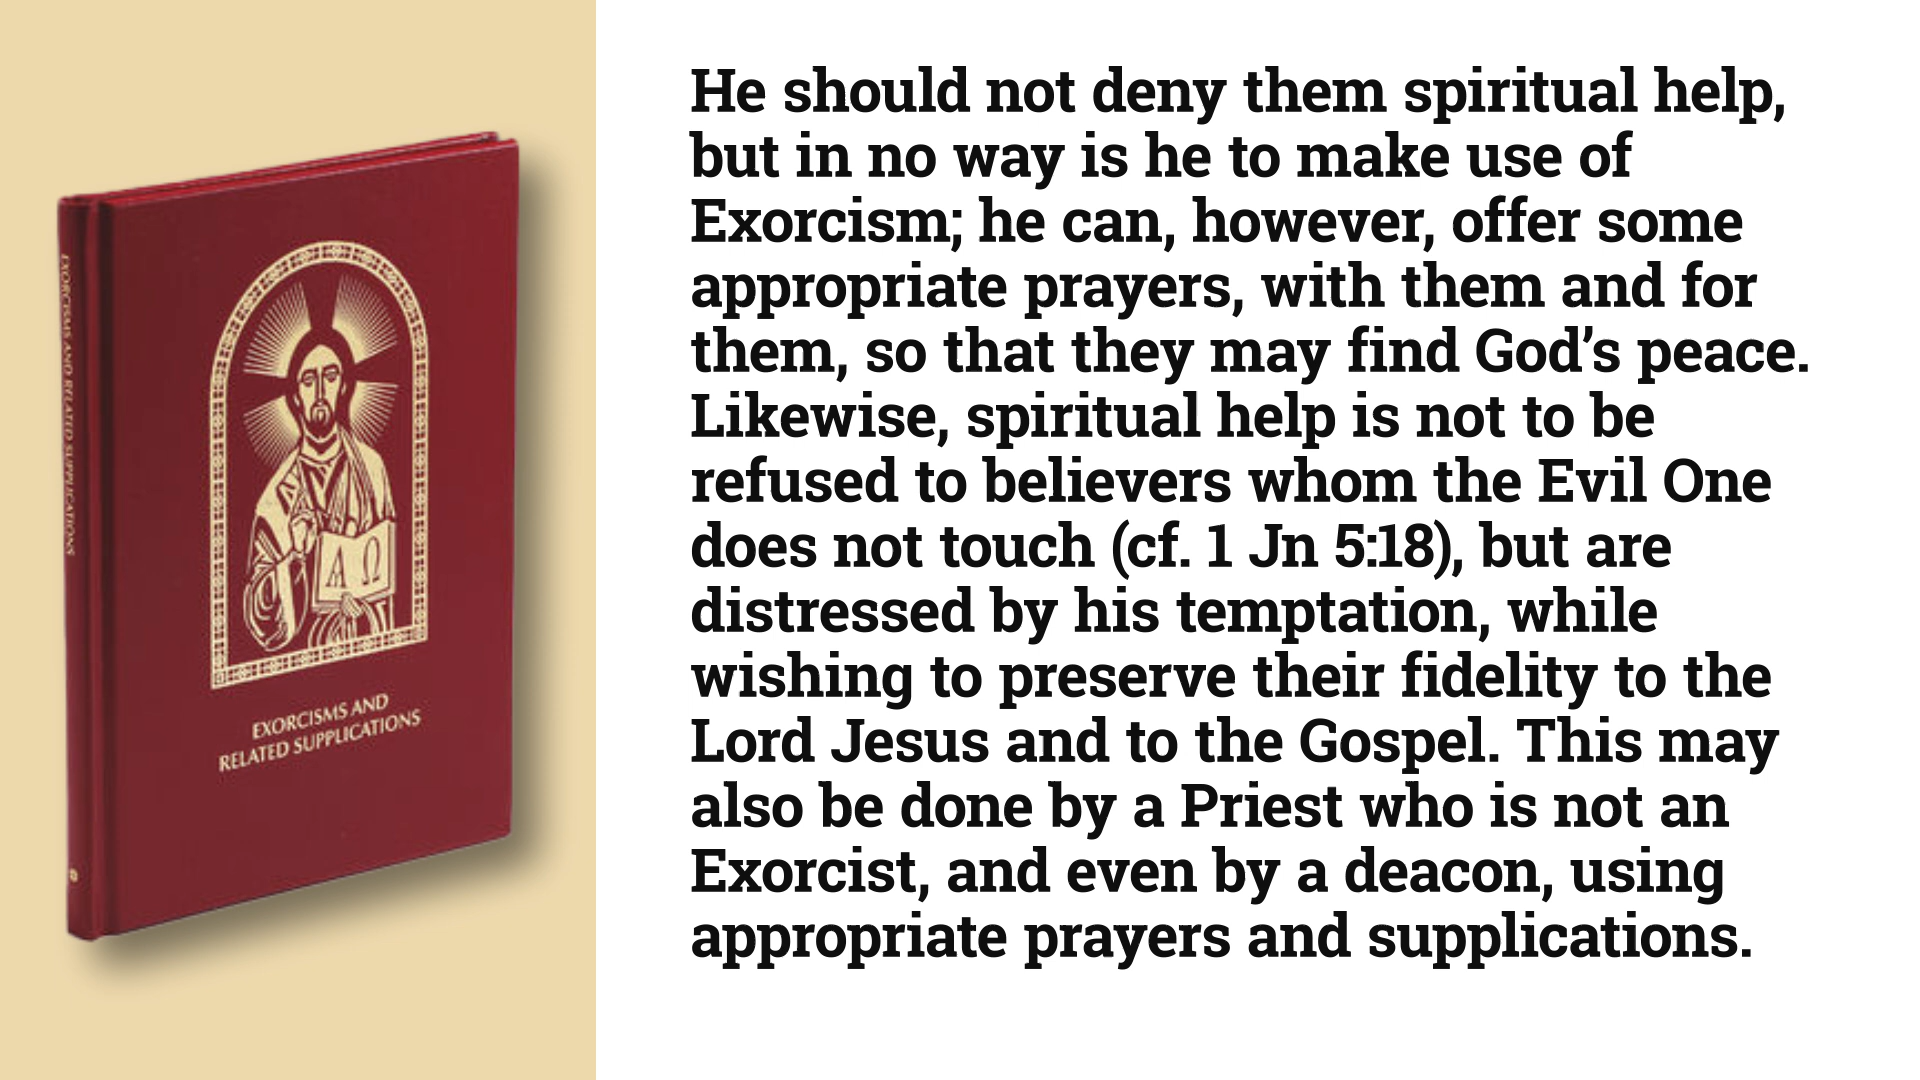 EXORCISMS AND RELATED SUPPLICATIONS
Α Ω
EXORCISMS AND
RELATED SUPPLICATIONS
He should not deny them spiritual help,
but in no way is he to make use of
Exorcism; he can, however, offer some
appropriate prayers, with them and for
them, so that they may find God’s peace.
Likewise, spiritual help is not to be
refused to believers whom the Evil One
does not touch (cf. 1 Jn 5:18), but are
distressed by his temptation, while
wishing to preserve their fidelity to the
Lord Jesus and to the Gospel. This may
also be done by a Priest who is not an
Exorcist, and even by a deacon, using
appropriate prayers and supplications.